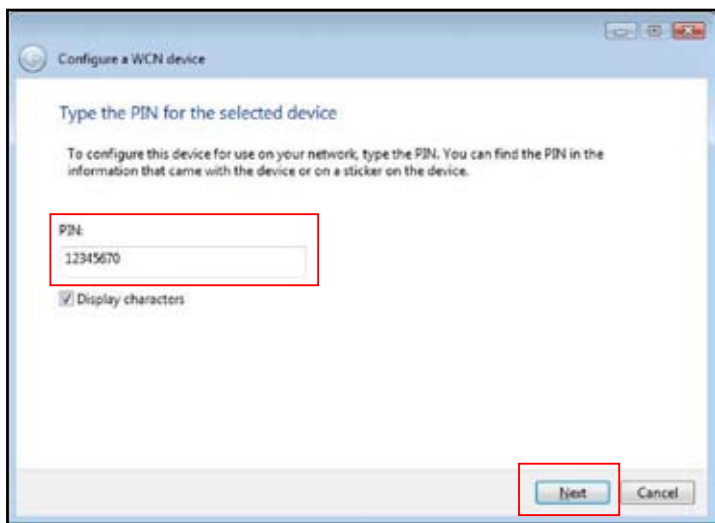 Configure a WCN device
Type the PIN for the selected device
To configure this device for use on your network, type the PIN. You can find the PIN in the
information that came with the device or on a sticker on the device.
PIN:
12345670
Display characters
Next Cancel